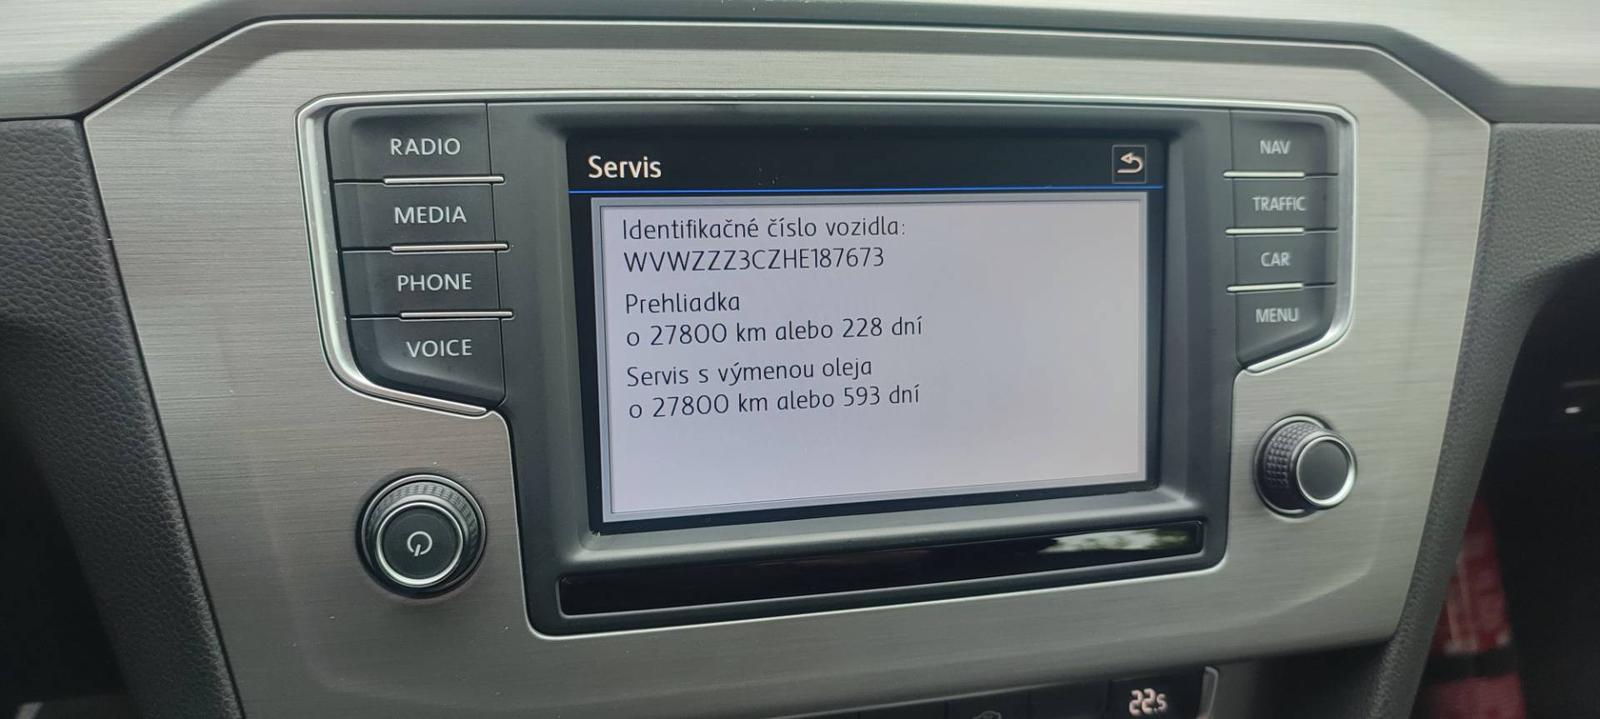 RADIO
MEDIA
PHONE
VOICE
Servis
Identifikačné číslo vozidla:
WVWZZZ3CZHE187673
Prehliadka
o 27800 km alebo 228 dní
Servis s výmenou oleja
o 27800 km alebo 593 dní
NAV
TRAFFIC
CAR
MENU
22.5